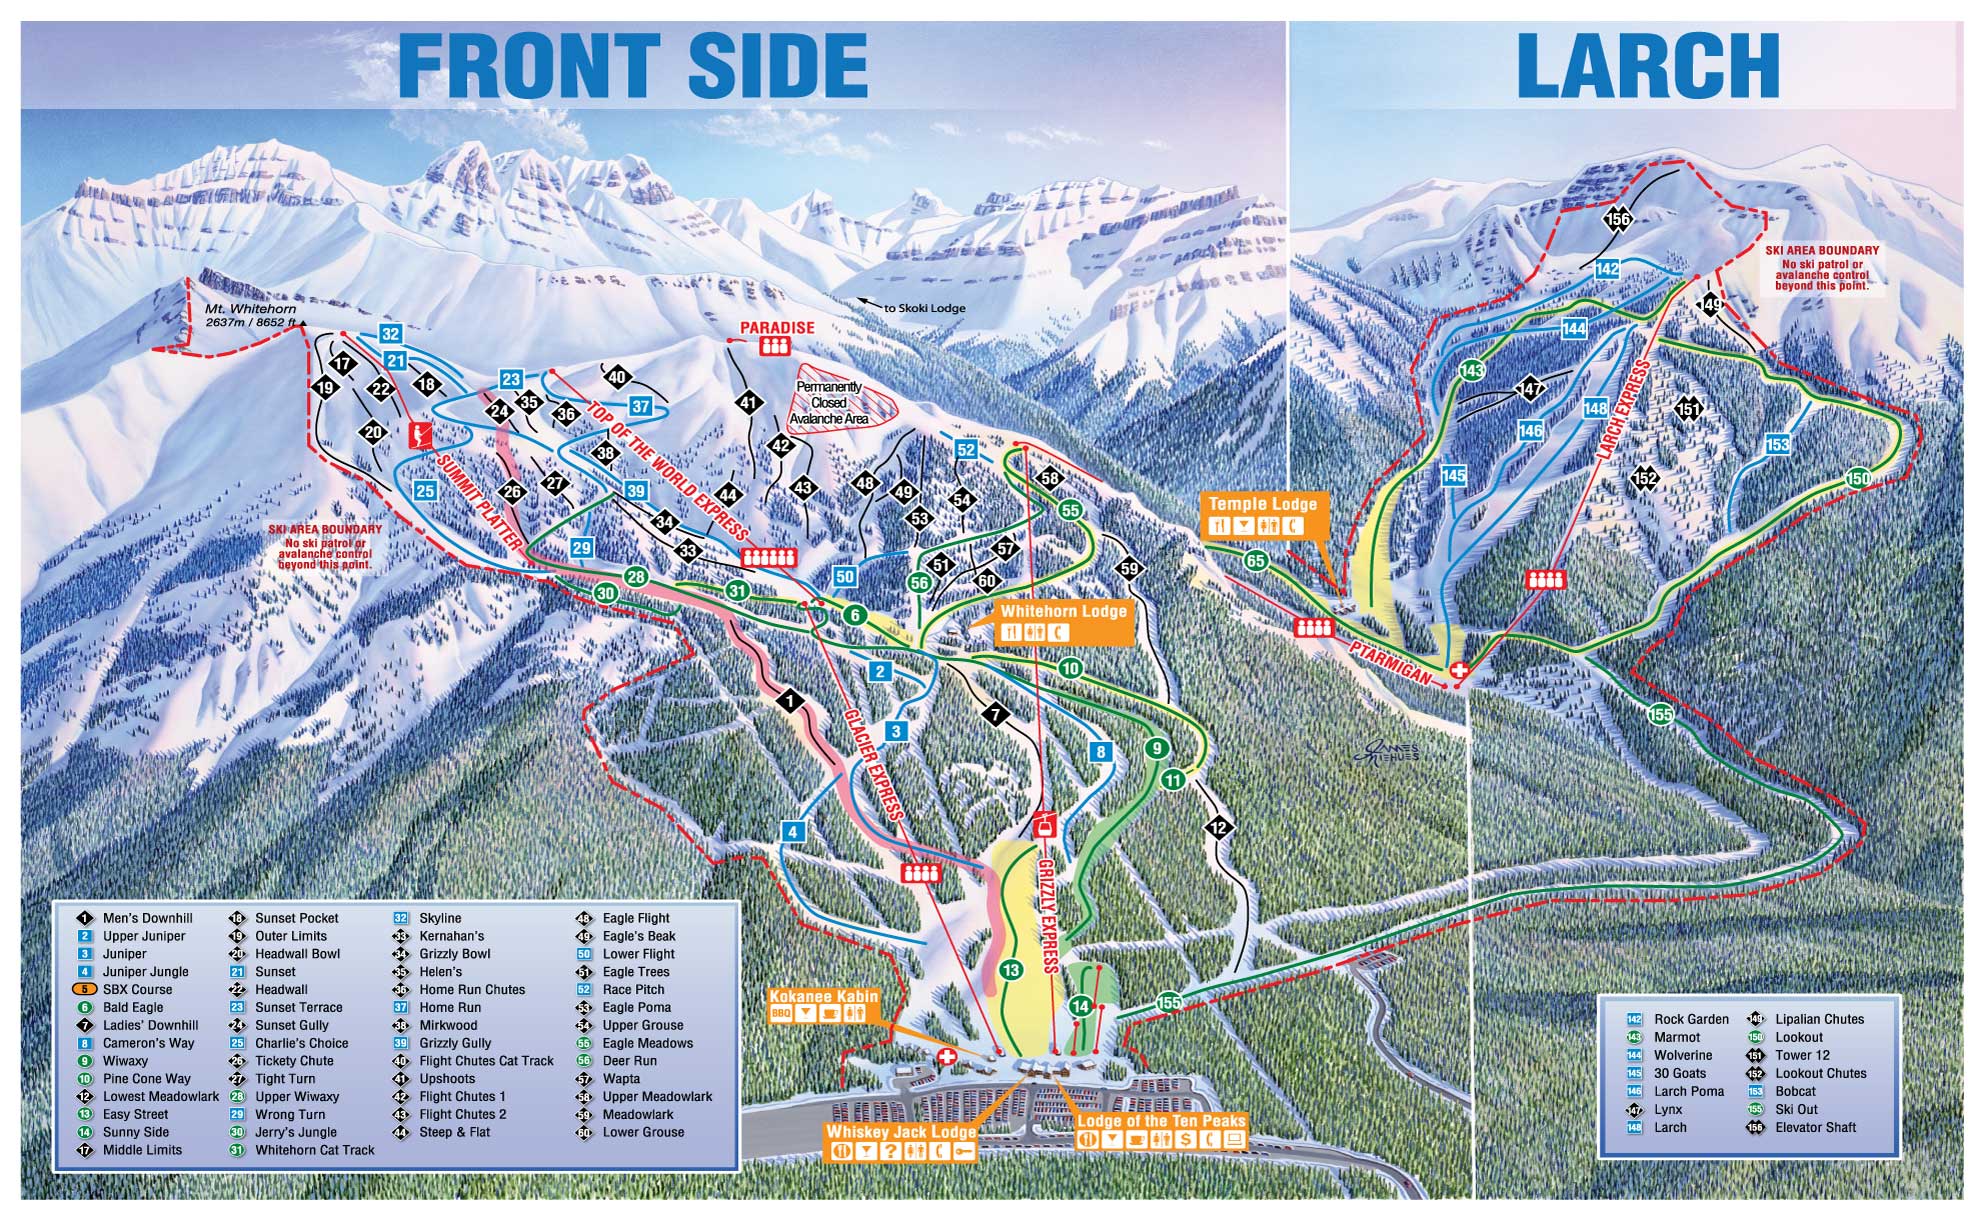 FRONT SIDE
LARCH
Mt. Whitehorn
2637m / 8652 ft
to Skoki Lodge
PARADISE
Permanently
Closed
Avalanche Area
SKI AREA BOUNDARY
No ski patrol or
avalanche control
beyond this point.
SUMMIT PLATTER
TOP OF THE WORLD EXPRESS
SKI AREA BOUNDARY
No ski patrol or
avalanche control
beyond this point.
32
21
17
19
22
18
20
23
24
35
36
40
37
38
25
26
27
39
34
33
29
28
30
31
41
42
43
44
48
49
52
54
53
58
55
57
51
60
56
50
59
6
Whitehorn Lodge
Temple Lodge
65
PTARMIGAN
LARCH EXPRESS
156
142
149
144
143
147
148
146
151
153
145
152
150
155
10
2
1
3
7
8
9
11
4
12
GLACIER EXPRESS
GRIZZLY EXPRESS
13
14
155
JAMES
NIEHUES
Kokanee Kabin
BBQ
Whiskey Jack Lodge
?
Lodge of the Ten Peaks
$
1 Men's Downhill
2 Upper Juniper
3 Juniper
4 Juniper Jungle
5 SBX Course
6 Bald Eagle
7 Ladies' Downhill
8 Cameron's Way
9 Wiwaxy
10 Pine Cone Way
12 Lowest Meadowlark
13 Easy Street
14 Sunny Side
17 Middle Limits
18 Sunset Pocket
19 Outer Limits
20 Headwall Bowl
21 Sunset
22 Headwall
23 Sunset Terrace
24 Sunset Gully
25 Charlie's Choice
26 Tickety Chute
27 Tight Turn
28 Upper Wiwaxy
29 Wrong Turn
30 Jerry's Jungle
31 Whitehorn Cat Track
32 Skyline
33 Kernahan's
34 Grizzly Bowl
35 Helen's
36 Home Run Chutes
37 Home Run
38 Mirkwood
39 Grizzly Gully
40 Flight Chutes Cat Track
41 Upshoots
42 Flight Chutes 1
43 Flight Chutes 2
44 Steep & Flat
48 Eagle Flight
49 Eagle's Beak
50 Lower Flight
51 Eagle Trees
52 Race Pitch
53 Eagle Poma
54 Upper Grouse
55 Eagle Meadows
56 Deer Run
57 Wapta
58 Upper Meadowlark
59 Meadowlark
60 Lower Grouse
142 Rock Garden
143 Marmot
144 Wolverine
145 30 Goats
146 Larch Poma
147 Lynx
148 Larch
149 Lipalian Chutes
150 Lookout
151 Tower 12
152 Lookout Chutes
153 Bobcat
155 Ski Out
156 Elevator Shaft